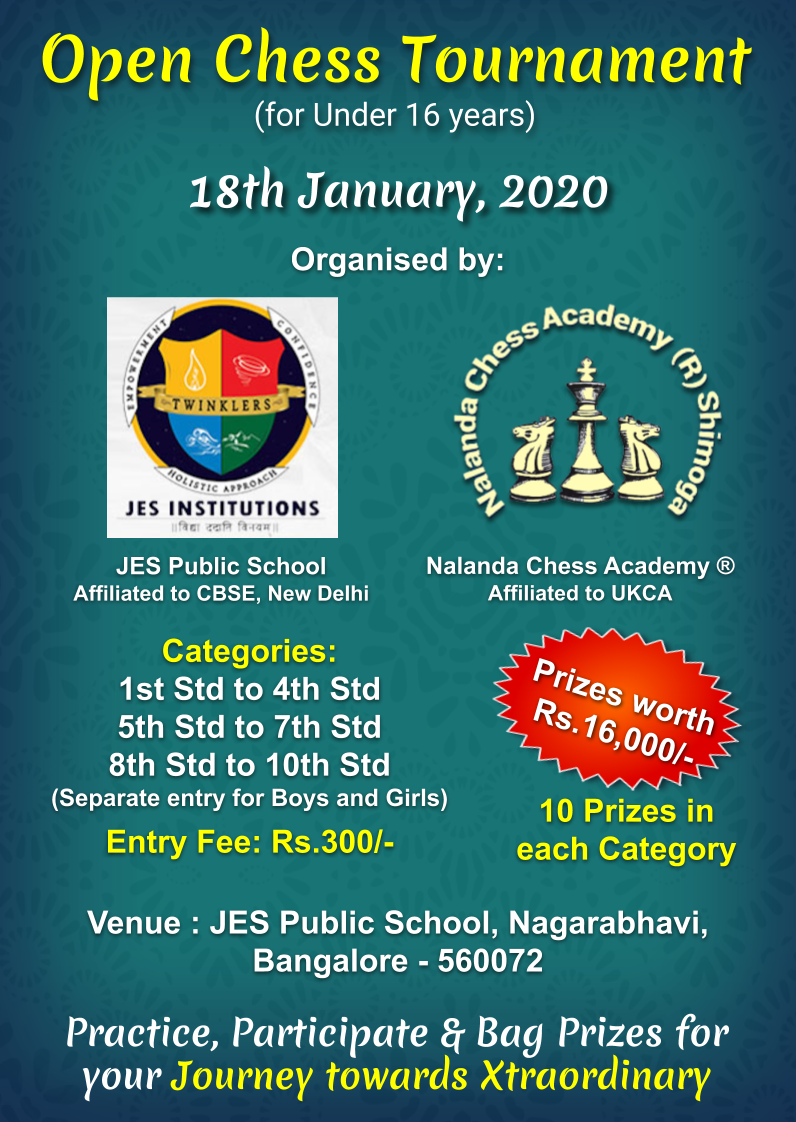 Open Chess Tournament
(for Under 16 years)
18th January, 2020
Organised by:
EMPOWERMENT
CONFIDENCE
TWINKLERS
HOLISTIC APPROACH
JES INSTITUTIONS
||विद्या ददाति विनयम्||
Nalanda Chess Academy (R) Shimoga
JES Public School
Affiliated to CBSE, New Delhi
Nalanda Chess Academy ®
Affiliated to UKCA
Categories:
1st Std to 4th Std
5th Std to 7th Std
8th Std to 10th Std
(Separate entry for Boys and Girls)
Entry Fee: Rs.300/-
Prizes worth
Rs.16,000/-
10 Prizes in
each Category
Venue : JES Public School, Nagarabhavi,
Bangalore - 560072
Practice, Participate & Bag Prizes for
your Journey towards Xtraordinary